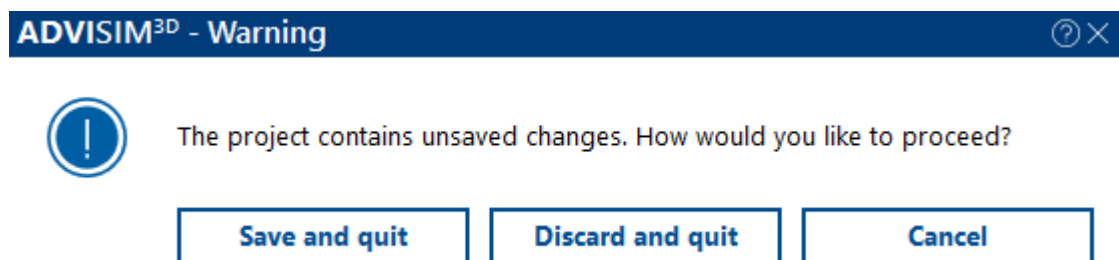 ADVISIM3D - Warning
The project contains unsaved changes. How would you like to proceed?
Save and quit
Discard and quit
Cancel